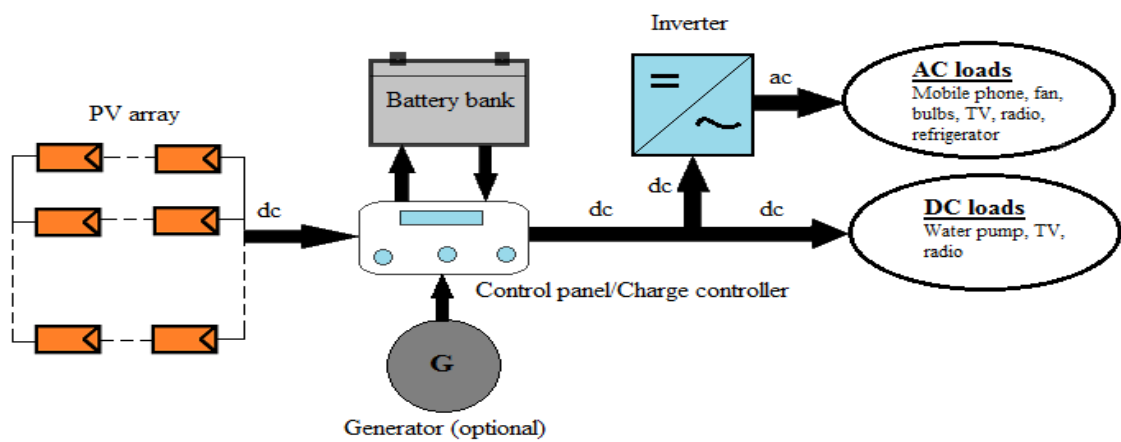 Inverter
AC loads
Mobile phone, fan,
bulbs, TV, radio,
refrigerator
ac
Battery bank
PV array
dc
dc
dc
dc
DC loads
Water pump, TV,
radio
Control panel/Charge controller
G
Generator (optional)